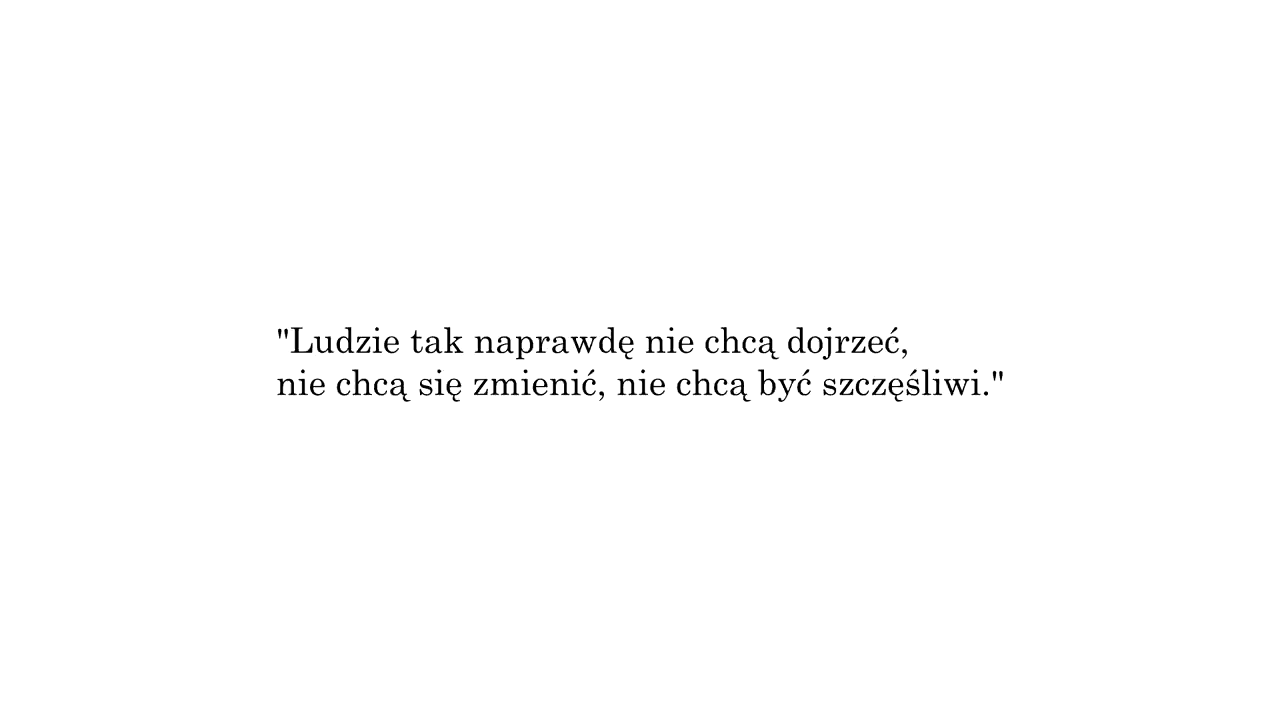 "Ludzie tak naprawdę nie chcą dojrzeć,
nie chcą się zmienić, nie chcą być szczęśliwi."